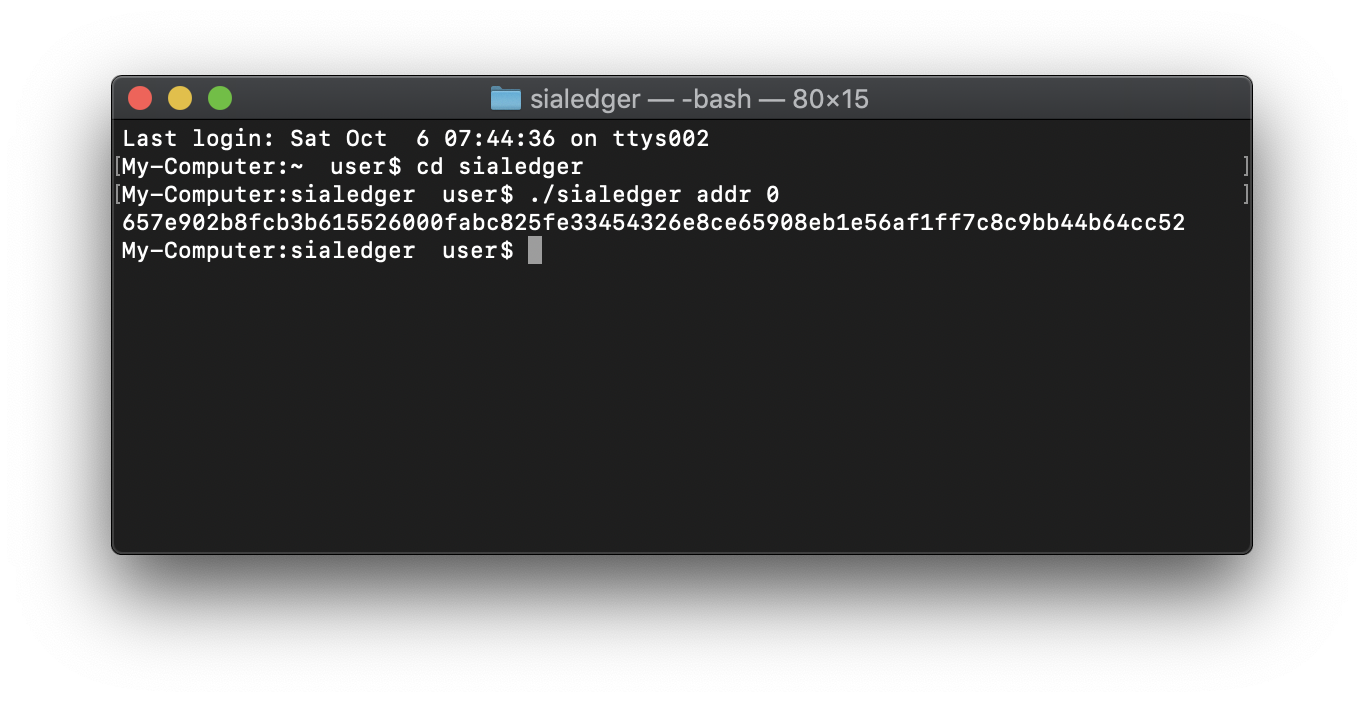 sialedger — -bash — 80×15
Last login: Sat Oct  6 07:44:36 on ttys002
[My-Computer:~  user$ cd sialedger ]
[My-Computer:sialedger  user$ ./sialedger addr 0 ]
657e902b8fcb3b615526000fabc825fe33454326e8ce65908eb1e56af1ff7c8c9bb44b64cc52
My-Computer:sialedger  user$